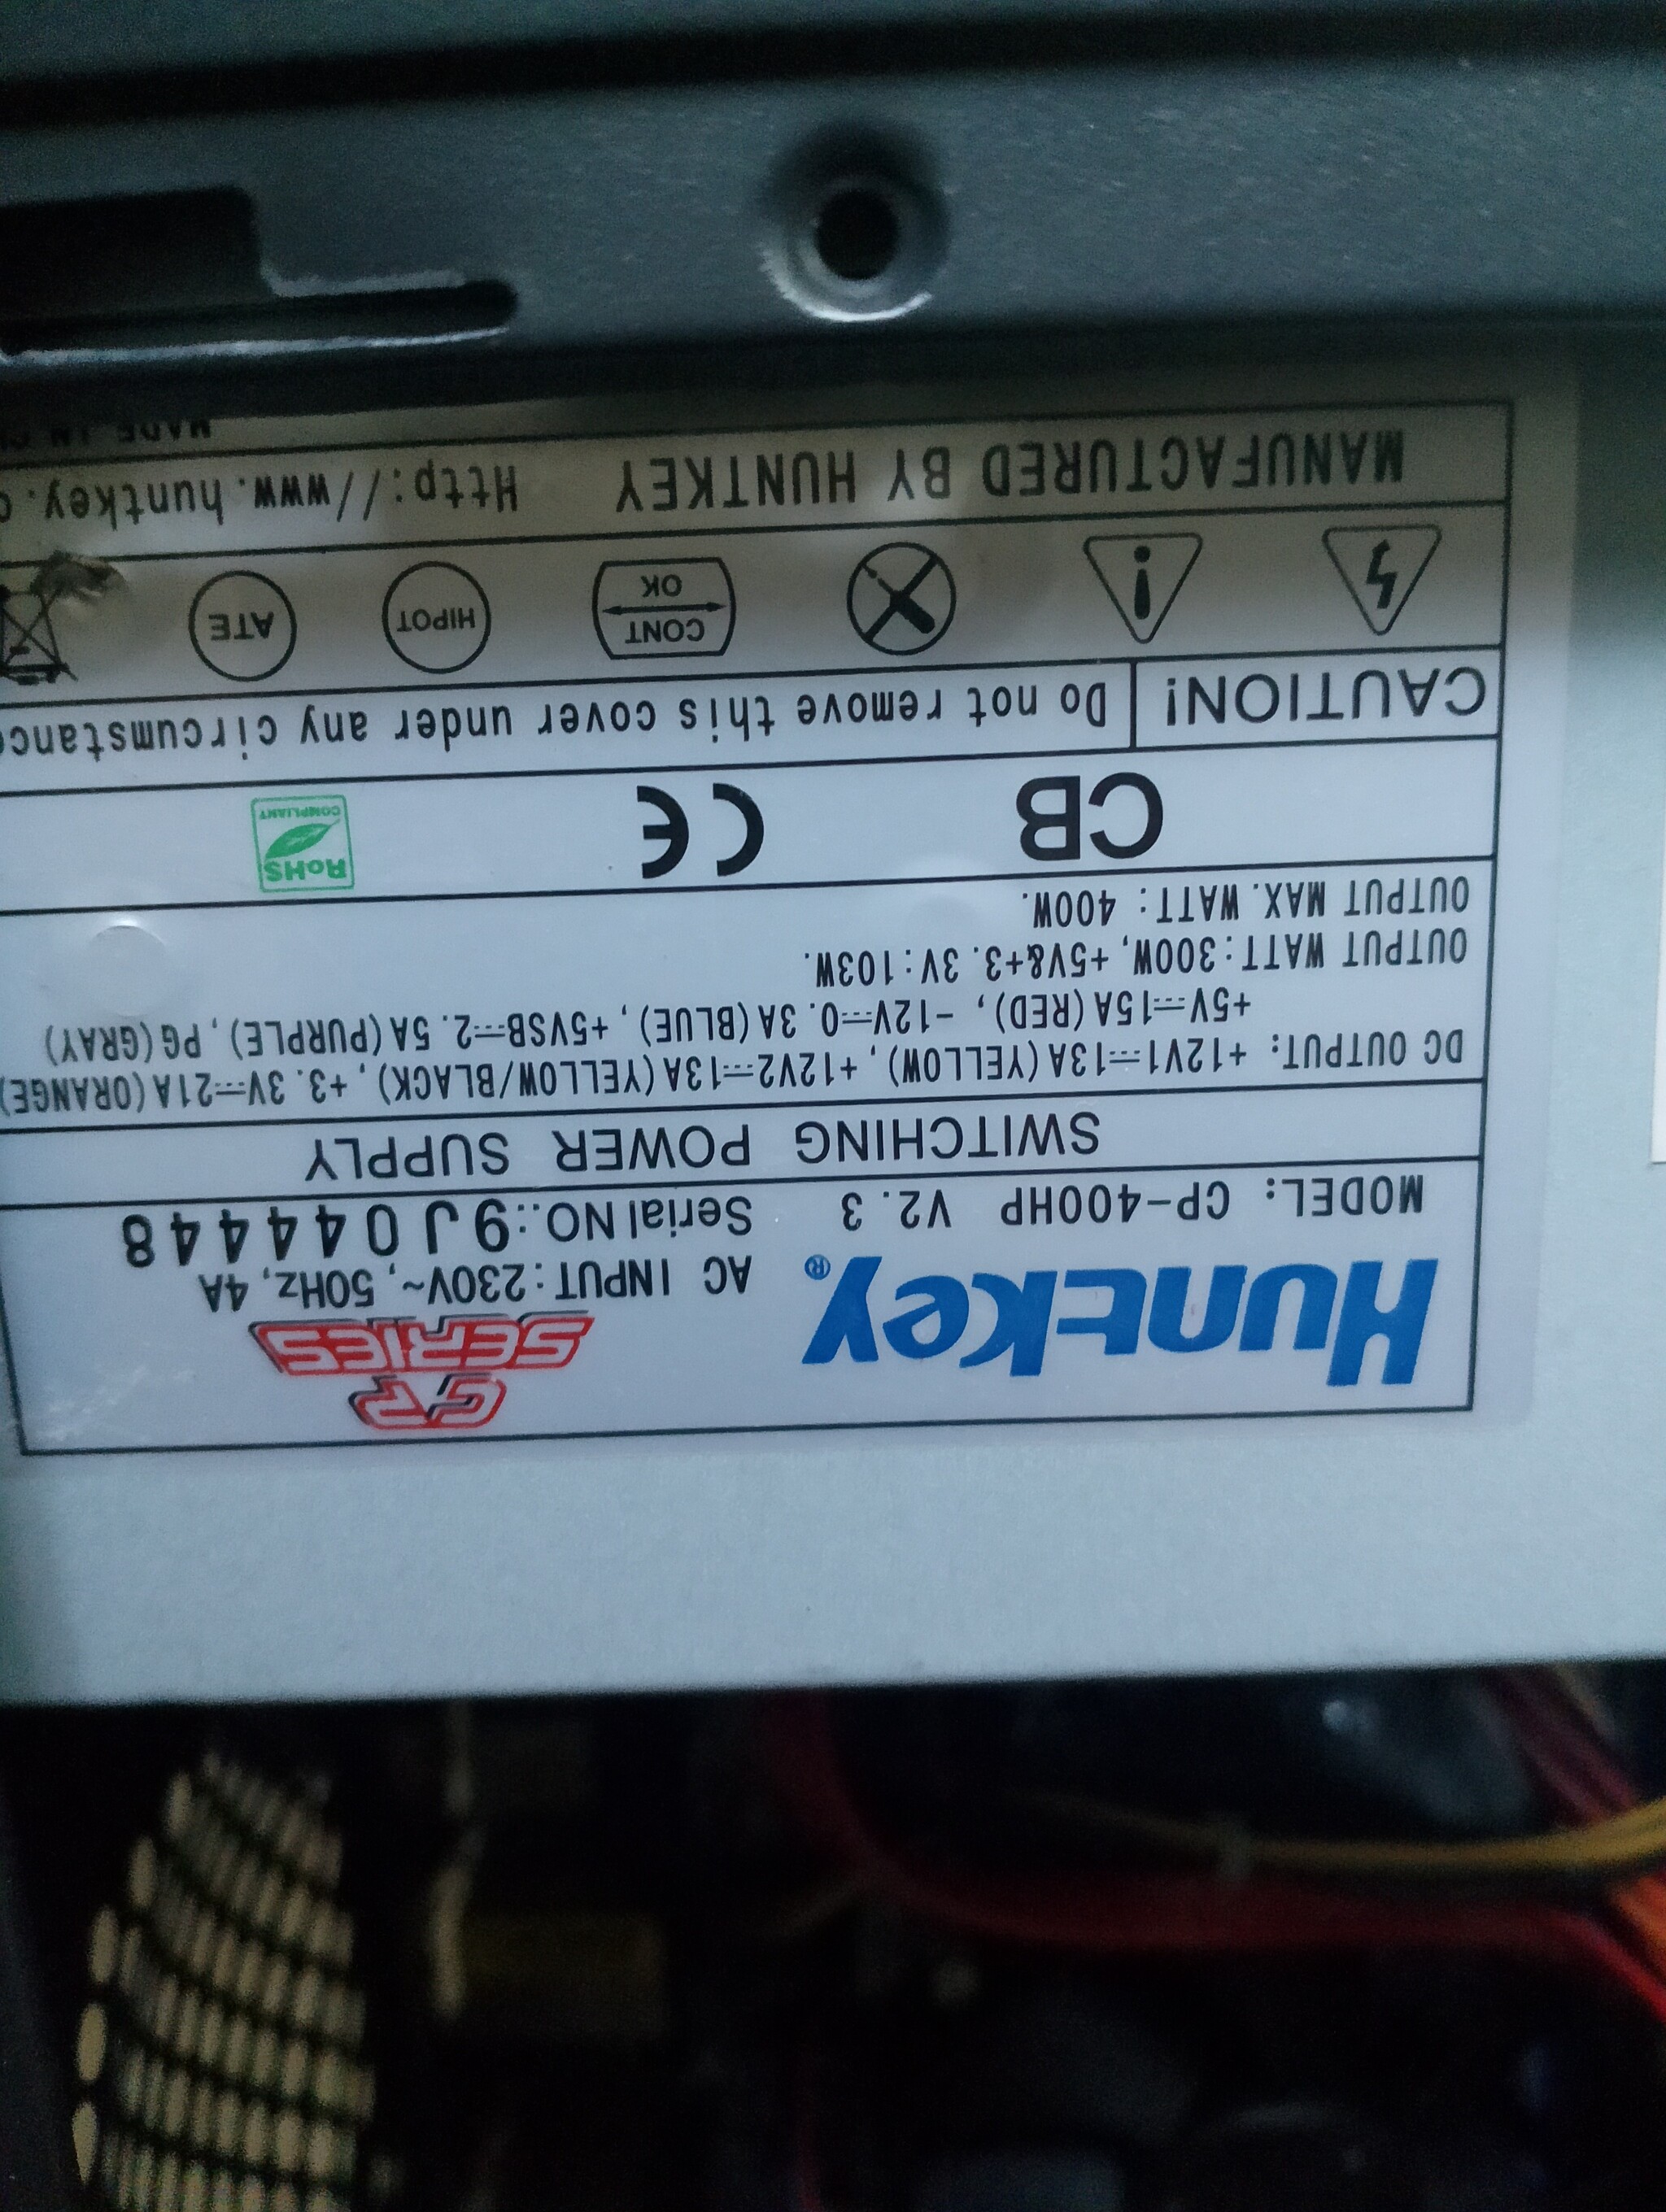 GP
SERIES
Huntkey®
AC INPUT:230V~, 50Hz, 4A
MODEL: CP-400HP V2.3 Serial NO.:9J04448
SWITCHING POWER SUPPLY
DC OUTPUT: +12V1⎓13A(YELLOW), +12V2⎓13A(YELLOW/BLACK), +3.3V⎓21A(ORANGE)
+5V⎓15A(RED), -12V⎓0.3A(BLUE), +5VSB⎓2.5A(PURPLE), PG(GRAY)
OUTPUT WATT:300W, +5V&+3.3V:103W.
OUTPUT MAX.WATT: 400W.
CB CE RoHS
COMPLIANT
CAUTION! Do not remove this cover under any circumstanc
CONT
OK
HIPOT
ATE
MANUFACTURED BY HUNTKEY Http://www.huntkey.c
MADE IN C